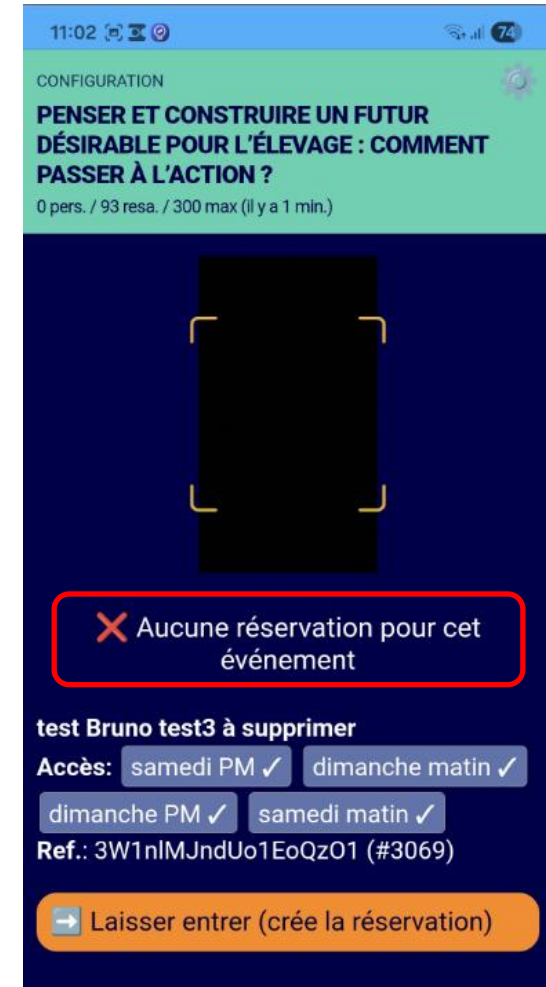 11:02
74
CONFIGURATION
PENSER ET CONSTRUIRE UN FUTUR
DÉSIRABLE POUR L'ÉLEVAGE : COMMENT
PASSER À L'ACTION ?
0 pers. / 93 resa. / 300 max (il y a 1 min.)
❌ Aucune réservation pour cet
événement
test Bruno test3 à supprimer
Accès: samedi PM ✓ dimanche matin ✓
dimanche PM ✓ samedi matin ✓
Ref.: 3W1nlMJndUo1EoQzO1 (#3069)
➡️ Laisser entrer (crée la réservation)